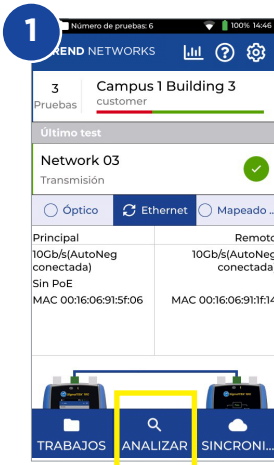 1
Número de pruebas: 6
100% 14:46
REND NETWORKS
3
Pruebas
Campus 1 Building 3
customer
Último test
Network 03
Transmisión
Óptico
Ethernet
Mapeado ..
Principal
Remoto
10Gb/s(AutoNeg
conectada)
10Gb/s(AutoNeg
conectada
Sin PoE
MAC 00:16:06:91:5f:06
MAC 00:16:06:91:1f:14
TRABAJOS
ANALIZAR
SINCRONI...